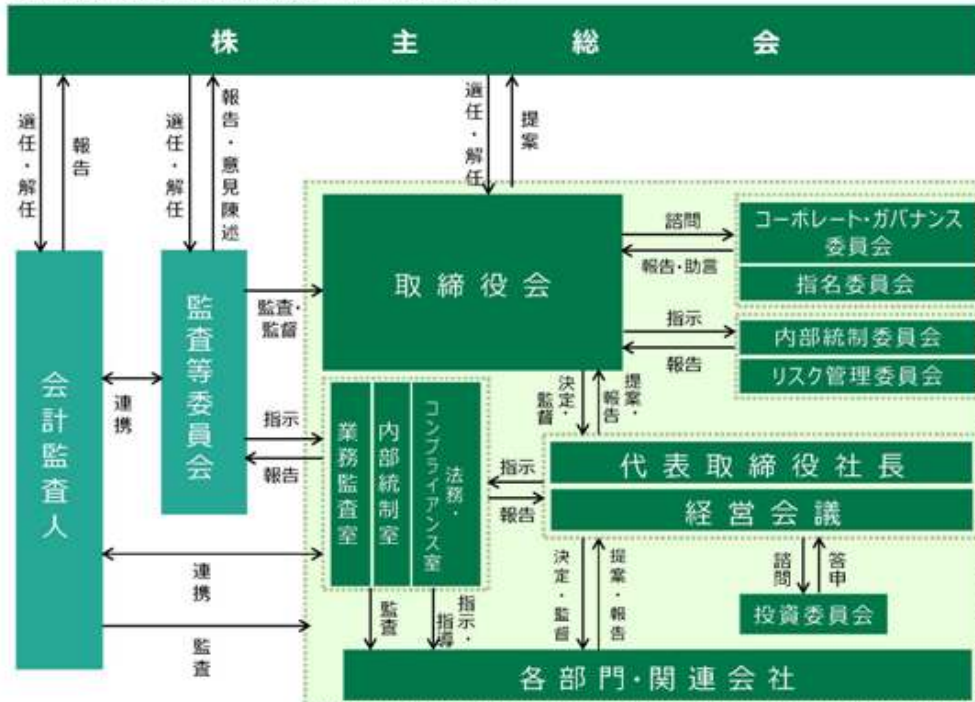 株主総会
選任・解任
報告
選任・解任
報告・意見陳述
選任・解任
提案
取締役会
諮問
報告・助言
コーポレート・ガバナンス
委員会
指名委員会
指示
報告
内部統制委員会
リスク管理委員会
監査・
監督
監査等委員会
会計監査人
連携
指示
報告
業務監査室
内部統制室
法務・
コンプライアンス室
決定・
監督
提案・
報告
代表取締役社長
経営会議
指示
報告
連携
監査
監査
指示・
指導
決定・監督
提案・報告
諮問
答申
投資委員会
各部門・関連会社